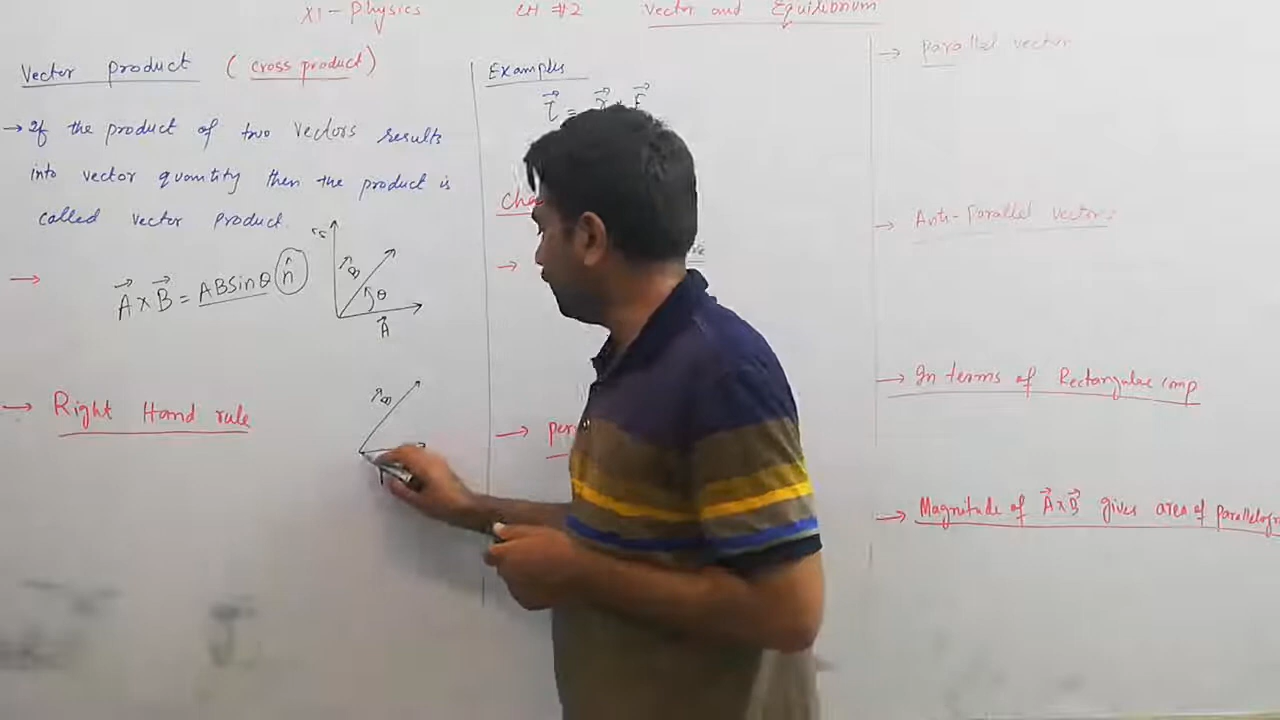 XI - Physics CH #2 Vector and Equilibrium
Vector product (cross product)
→ If the product of two vectors results
into vector quantity then the product is
called vector product.
→ A⃗ × B⃗ = AB sin θ n̂
B⃗
θ
A⃗
→ Right Hand rule
B⃗
Examples
τ⃗ = r⃗ × F⃗
→ parallel vector
→ Anti-parallel vectors
→ In terms of Rectangular comp
→ Magnitude of A⃗×B⃗ gives area of